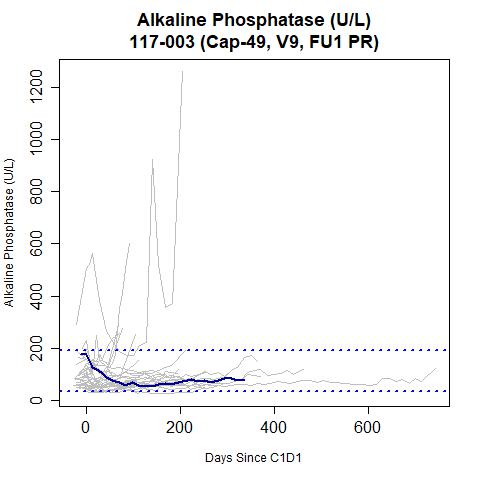 Alkaline Phosphatase (U/L)
117-003 (Cap-49, V9, FU1 PR)
Alkaline Phosphatase (U/L)
1200
1000
800
600
400
200
0
0 200 400 600
Days Since C1D1